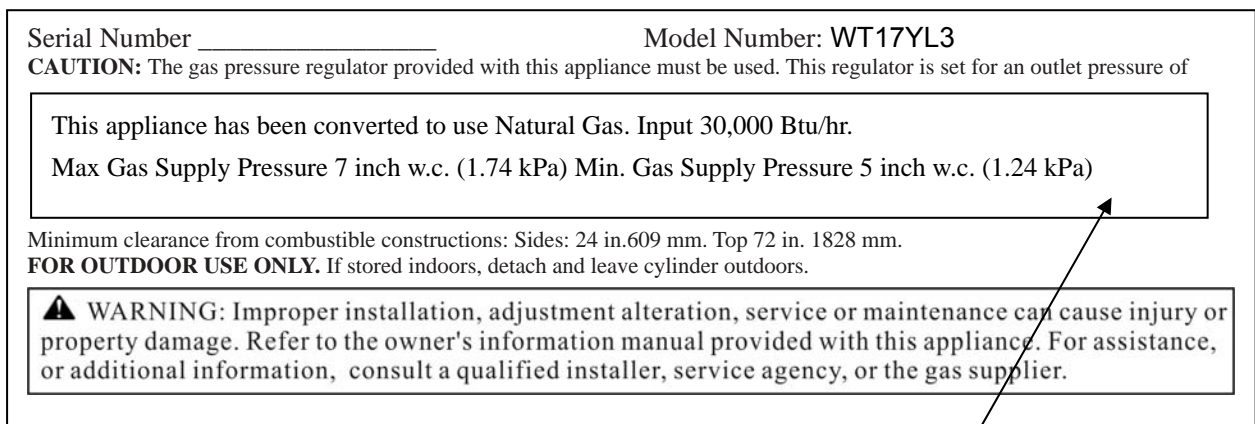 Serial Number _________________ Model Number: WT17YL3
CAUTION: The gas pressure regulator provided with this appliance must be used. This regulator is set for an outlet pressure of
This appliance has been converted to use Natural Gas. Input 30,000 Btu/hr.
Max Gas Supply Pressure 7 inch w.c. (1.74 kPa) Min. Gas Supply Pressure 5 inch w.c. (1.24 kPa)
Minimum clearance from combustible constructions: Sides: 24 in.609 mm. Top 72 in. 1828 mm.
FOR OUTDOOR USE ONLY. If stored indoors, detach and leave cylinder outdoors.
⚠ WARNING: Improper installation, adjustment alteration, service or maintenance can cause injury or
property damage. Refer to the owner's information manual provided with this appliance. For assistance,
or additional information, consult a qualified installer, service agency, or the gas supplier.